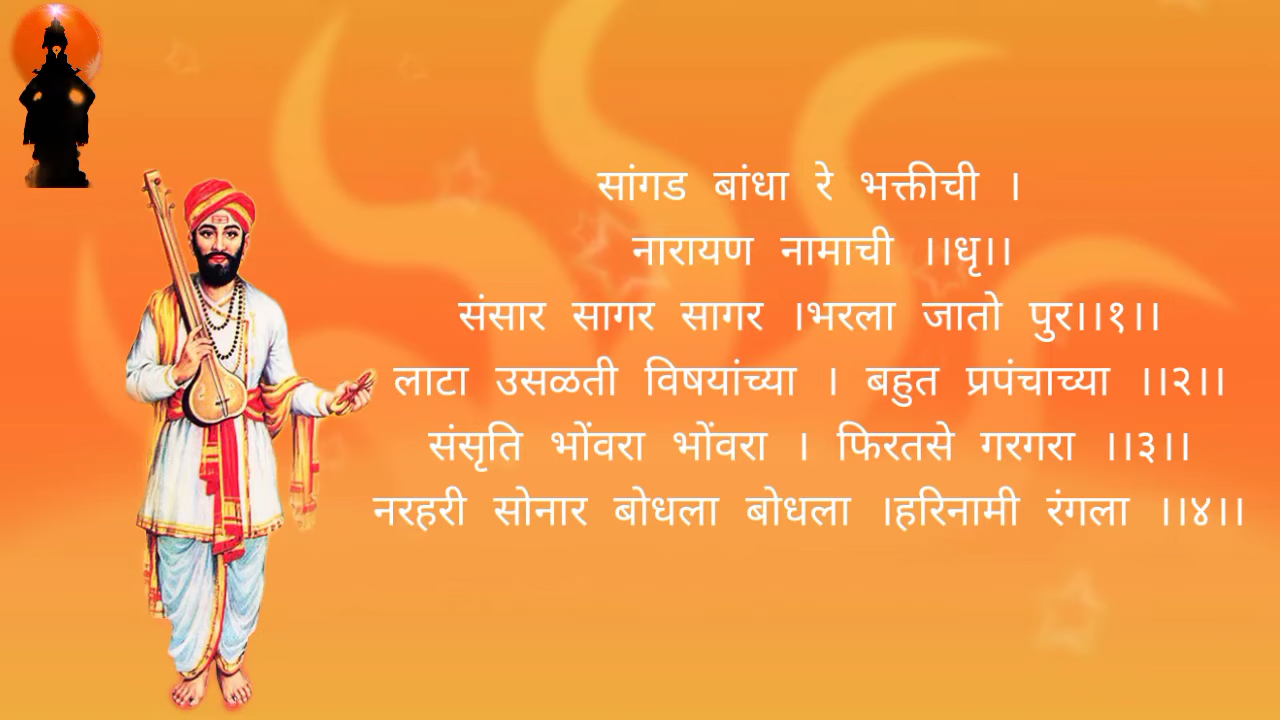 सांगड बांधा रे भक्तीची ।
नारायण नामाची ।।धृ।।
संसार सागर सागर ।भरला जातो पुर।।१।।
लाटा उसळती विषयांच्या । बहुत प्रपंचाच्या ।।२।।
संसृति भोंवरा भोंवरा । फिरतसे गरगरा ।।३।।
नरहरी सोनार बोधला बोधला ।हरिनामी रंगला ।।४।।